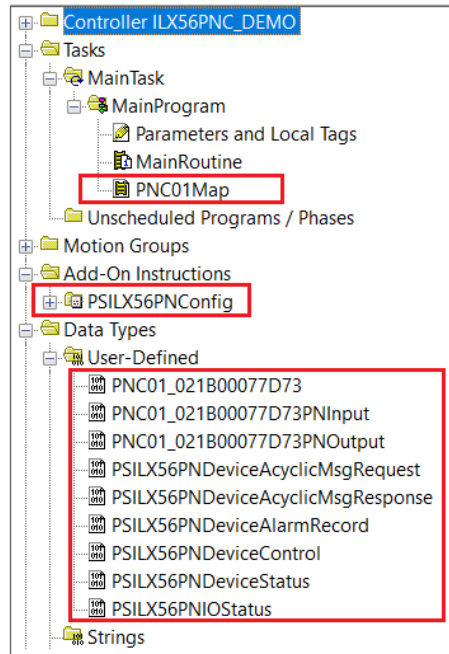 Controller ILX56PNC_DEMO
Tasks
MainTask
MainProgram
Parameters and Local Tags
MainRoutine
PNC01Map
Unscheduled Programs / Phases
Motion Groups
Add-On Instructions
PSILX56PNConfig
Data Types
User-Defined
PNC01_021B00077D73
PNC01_021B00077D73PNInput
PNC01_021B00077D73PNOutput
PSILX56PNDeviceAcyclicMsgRequest
PSILX56PNDeviceAcyclicMsgResponse
PSILX56PNDeviceAlarmRecord
PSILX56PNDeviceControl
PSILX56PNDeviceStatus
PSILX56PNIOStatus
Strings